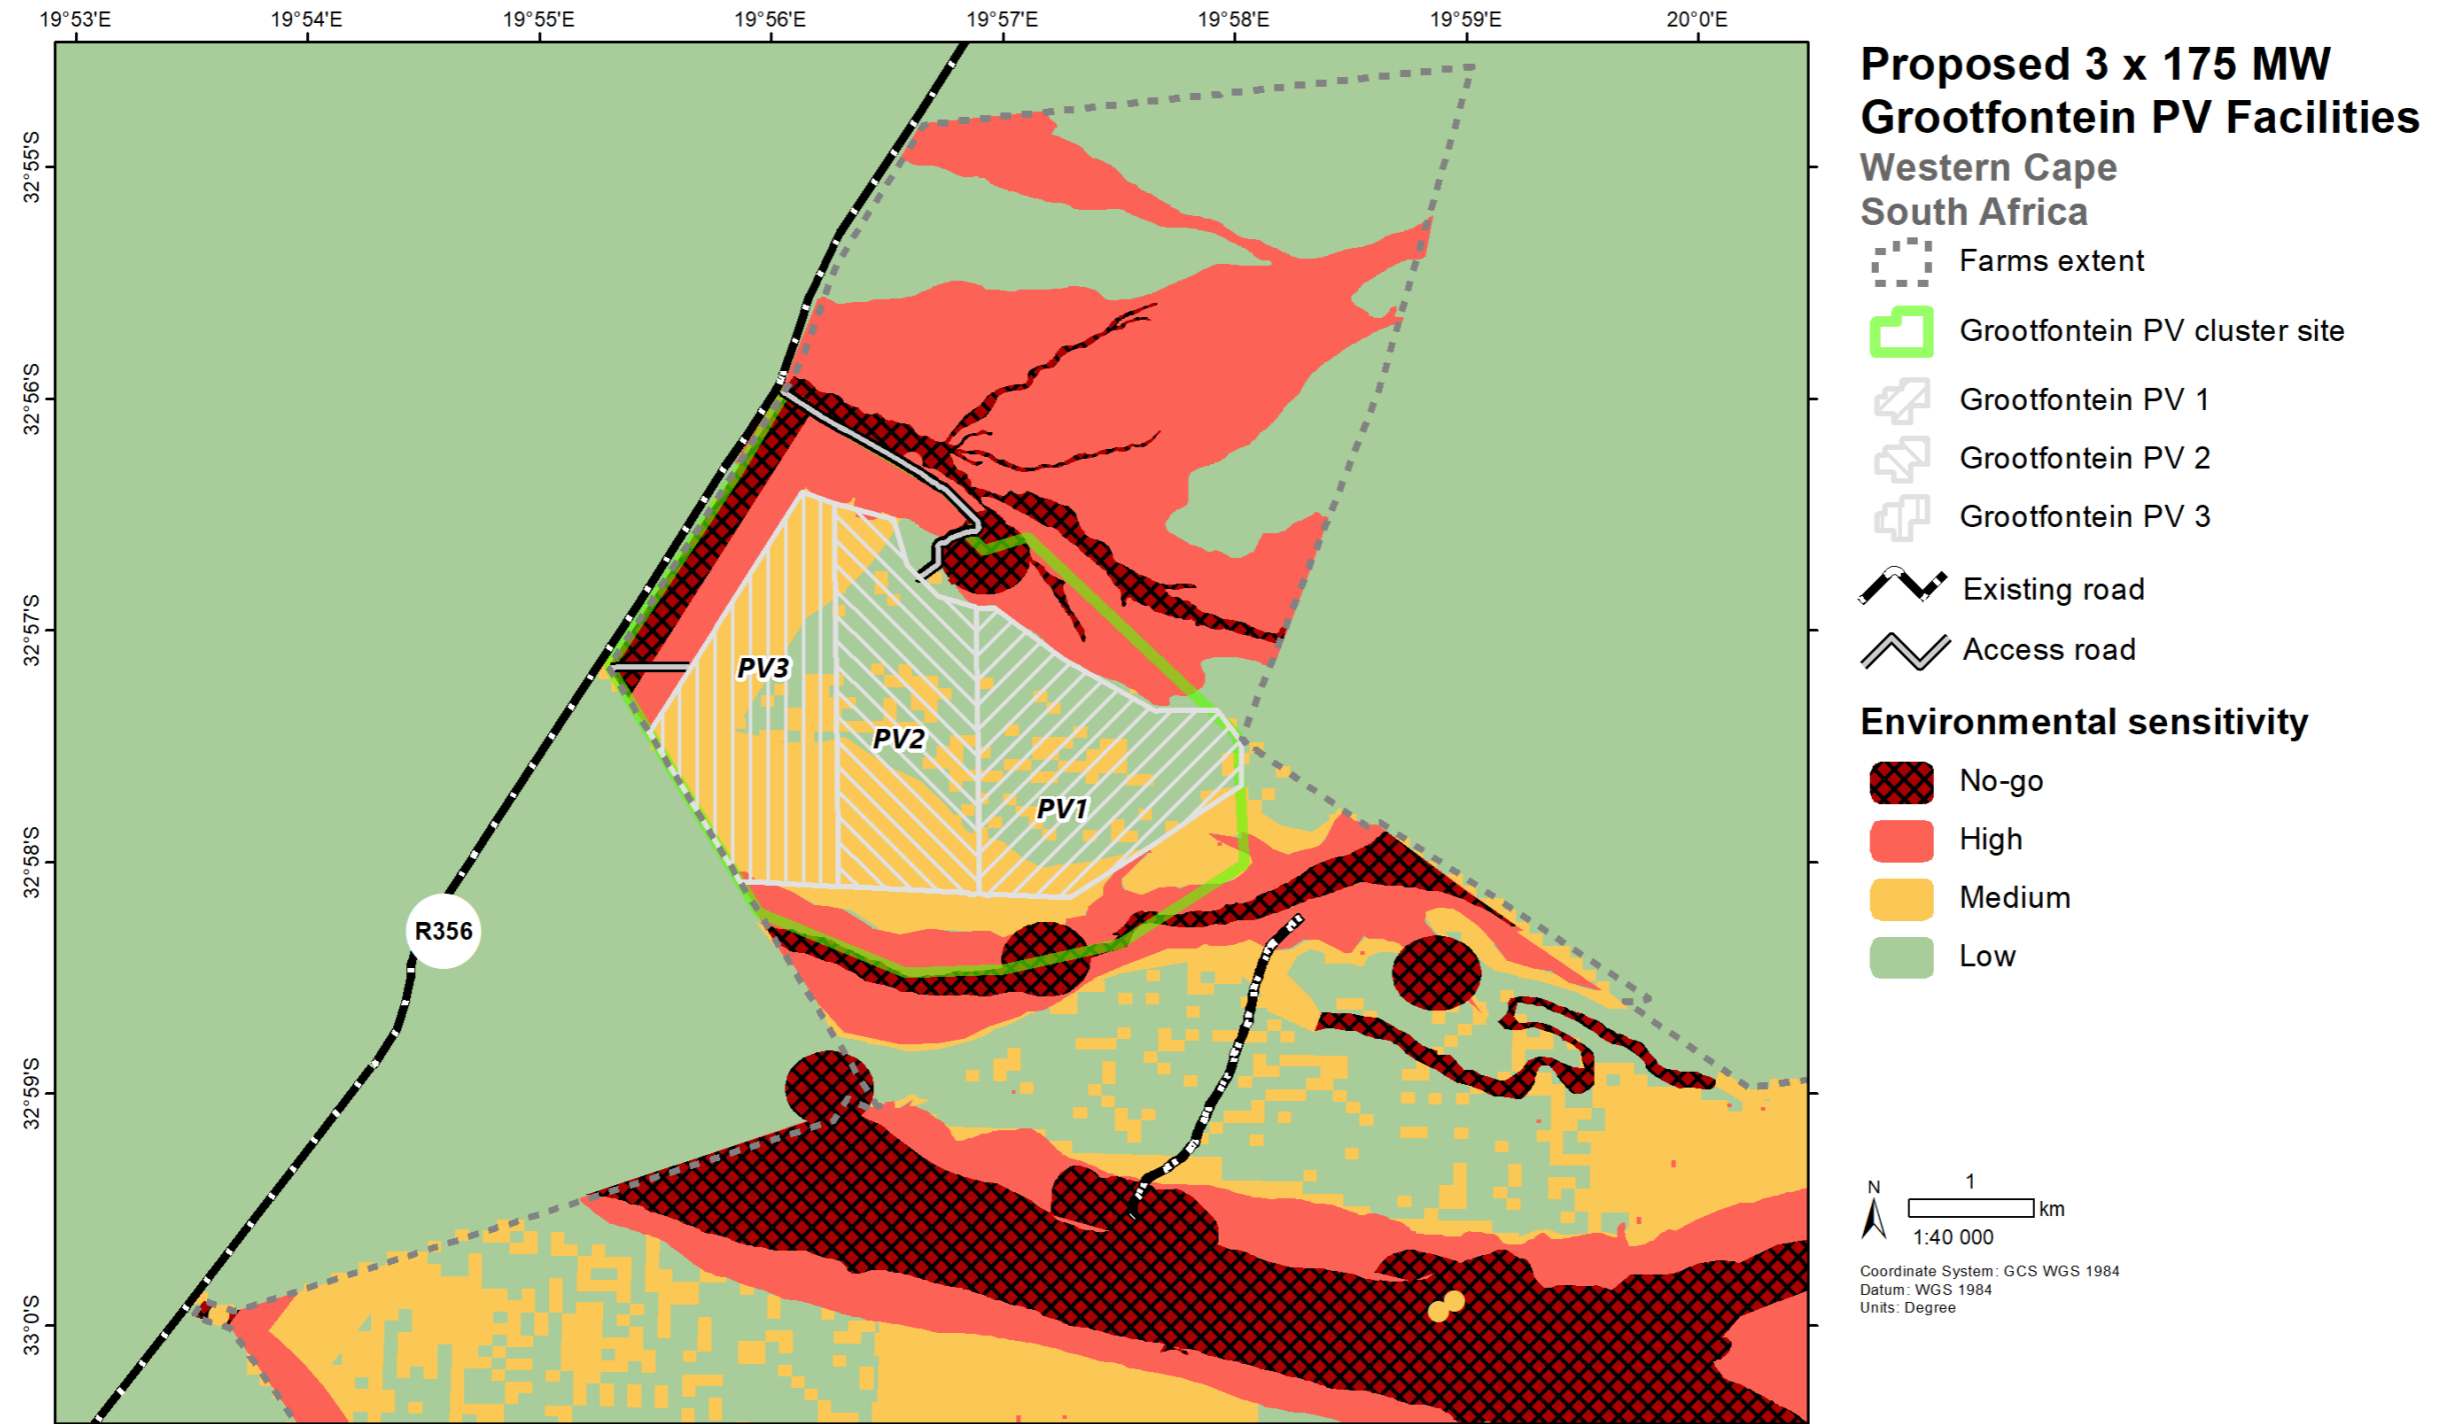 19°53'E 19°54'E 19°55'E 19°56'E 19°57'E 19°58'E 19°59'E 20°0'E
32°55'S
32°56'S
32°57'S
32°58'S
32°59'S
33°0'S
PV3
PV2
PV1
R356
Proposed 3 x 175 MW
Grootfontein PV Facilities
Western Cape
South Africa
Farms extent
Grootfontein PV cluster site
Grootfontein PV 1
Grootfontein PV 2
Grootfontein PV 3
Existing road
Access road
Environmental sensitivity
No-go
High
Medium
Low
N
1
km
1:40 000
Coordinate System: GCS WGS 1984
Datum: WGS 1984
Units: Degree